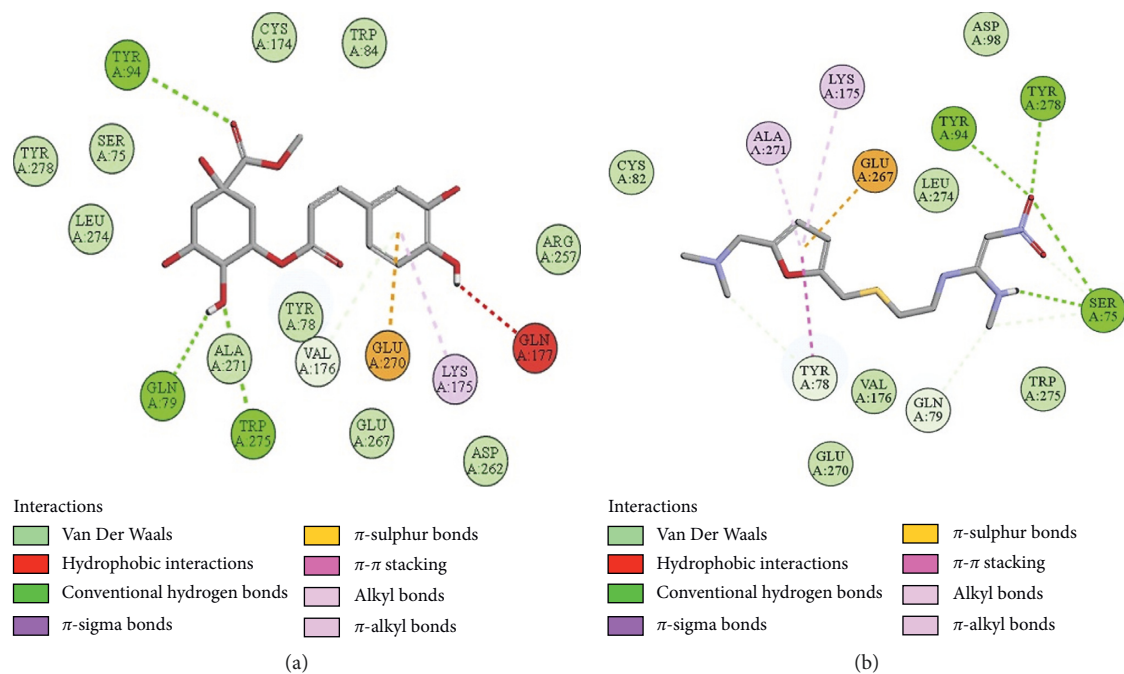 CYS
A:174
TRP
A:84
TYR
A:94
SER
A:75
TYR
A:278
LEU
A:274
ARG
A:257
TYR
A:78
VAL
A:176
ALA
A:271
GLU
A:270
GLN
A:177
LYS
A:175
GLN
A:79
TRP
A:275
GLU
A:267
ASP
A:262
Interactions
Van Der Waals
Hydrophobic interactions
Conventional hydrogen bonds
π-sigma bonds
π-sulphur bonds
π-π stacking
Alkyl bonds
π-alkyl bonds
(a)
ASP
A:98
LYS
A:175
TYR
A:278
TYR
A:94
ALA
A:271
GLU
A:267
CYS
A:82
LEU
A:274
SER
A:75
TYR
A:78
VAL
A:176
GLN
A:79
TRP
A:275
GLU
A:270
Interactions
Van Der Waals
Hydrophobic interactions
Conventional hydrogen bonds
π-sigma bonds
π-sulphur bonds
π-π stacking
Alkyl bonds
π-alkyl bonds
(b)